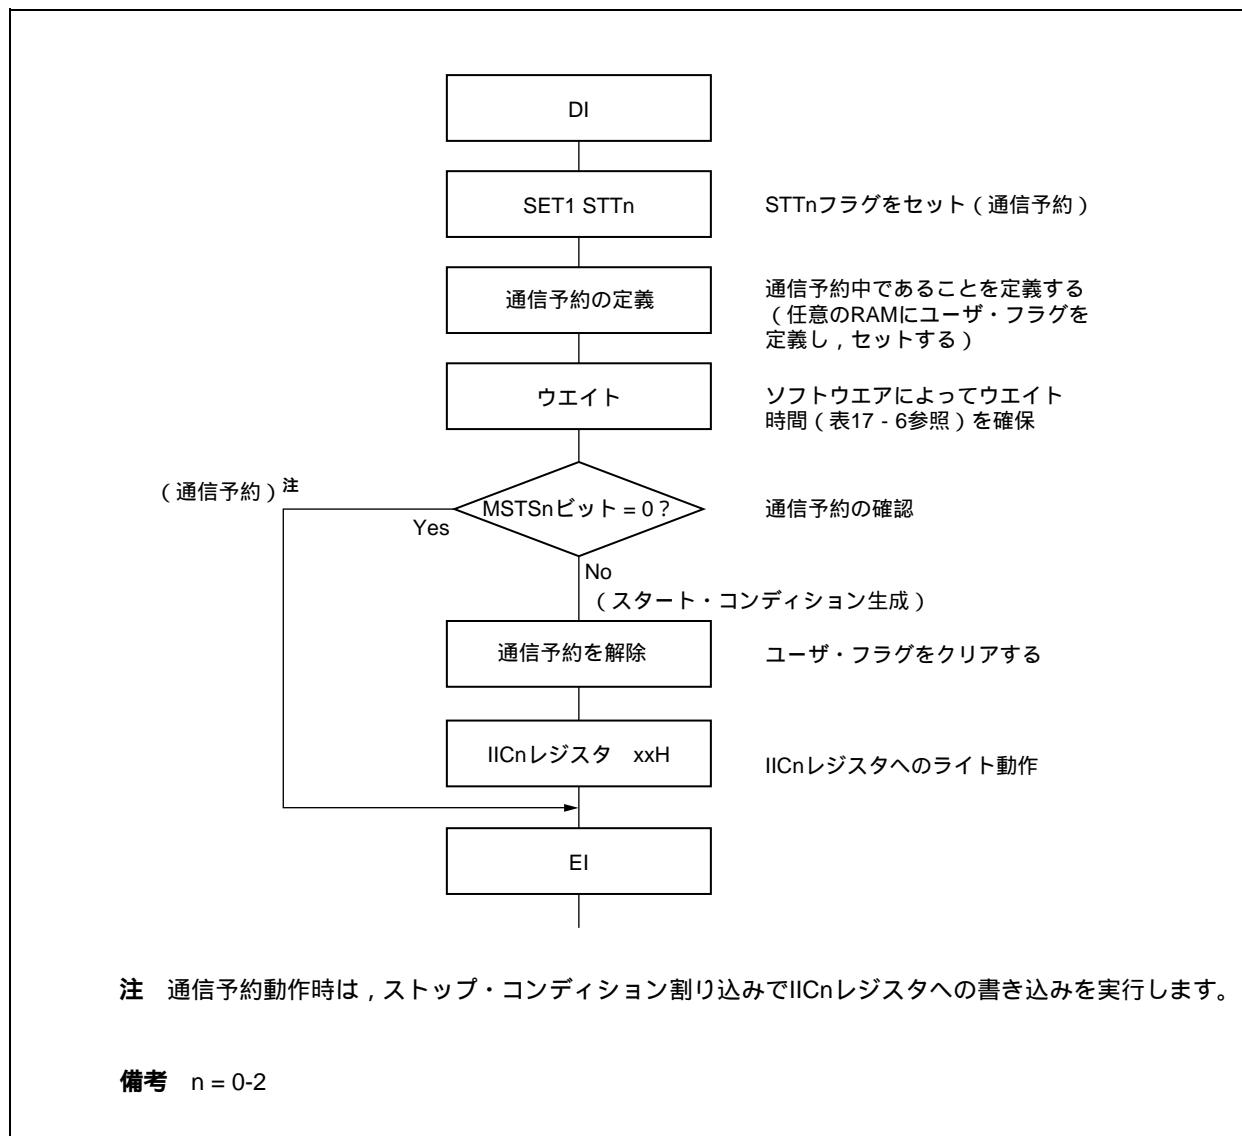 DI
SET1 STTn
STTnフラグをセット（通信予約）
通信予約の定義
通信予約中であることを定義する
（任意のRAMにユーザ・フラグを
定義し，セットする）
ウエイト
ソフトウエアによってウエイト
時間（表17 - 6参照）を確保
（通信予約）注
MSTSnビット = 0？
通信予約の確認
Yes
No
（スタート・コンディション生成）
通信予約を解除
ユーザ・フラグをクリアする
IICnレジスタ　xxH
IICnレジスタへのライト動作
EI
注　通信予約動作時は，ストップ・コンディション割り込みでIICnレジスタへの書き込みを実行します。
備考　n = 0-2